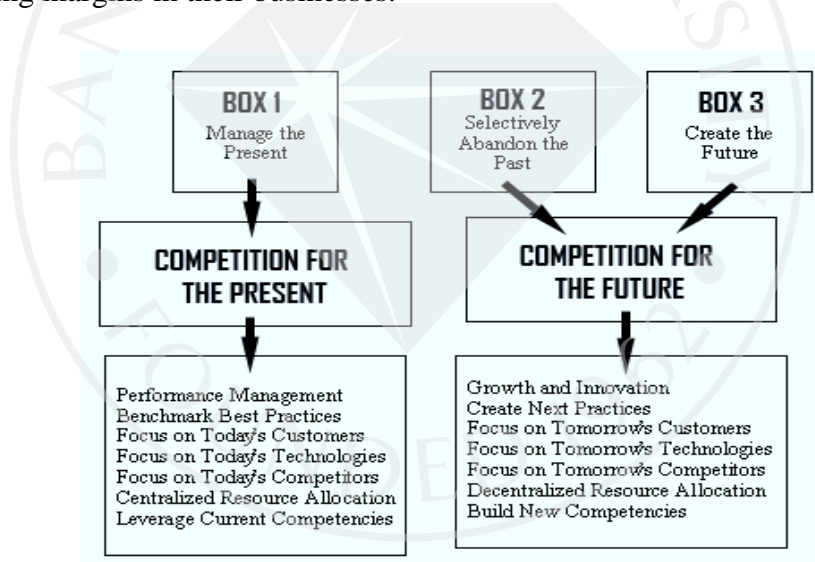 ng margins in their businesses.
BOX 1
Manage the
Present
BOX 2
Selectively
Abandon the
Past
BOX 3
Create the
Future
COMPETITION FOR
THE PRESENT
COMPETITION FOR
THE FUTURE
Performance Management
Benchmark Best Practices
Focus on Today's Customers
Focus on Today's Technologies
Focus on Today's Competitors
Centralized Resource Allocation
Leverage Current Competencies
Growth and Innovation
Create Next Practices
Focus on Tomorrow's Customers
Focus on Tomorrow's Technologies
Focus on Tomorrow's Competitors
Decentralized Resource Allocation
Build New Competencies